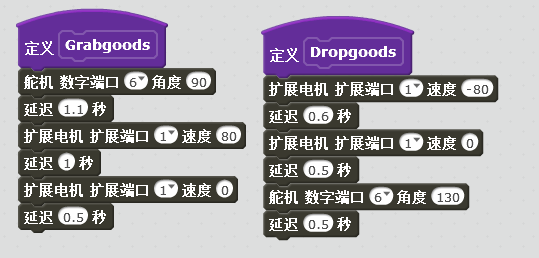 定义 Grabgoods
舵机 数字端口 6 角度 90
延迟 1.1 秒
扩展电机 扩展端口 1 速度 80
延迟 1 秒
扩展电机 扩展端口 1 速度 0
延迟 0.5 秒
定义 Dropgoods
扩展电机 扩展端口 1 速度 -80
延迟 0.6 秒
扩展电机 扩展端口 1 速度 0
延迟 0.5 秒
舵机 数字端口 6 角度 130
延迟 0.5 秒